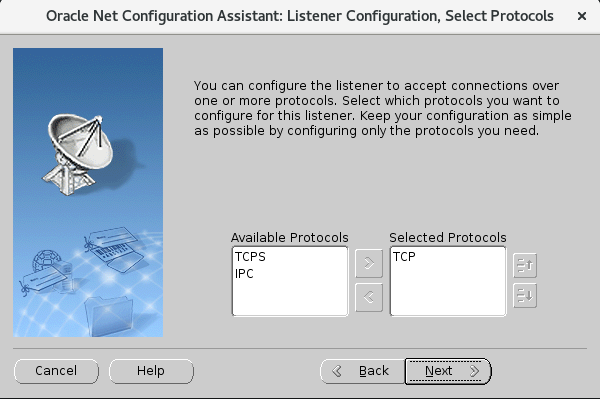 Oracle Net Configuration Assistant: Listener Configuration, Select Protocols
You can configure the listener to accept connections over
one or more protocols. Select which protocols you want to
configure for this listener. Keep your configuration as simple
as possible by configuring only the protocols you need.
Available Protocols
Selected Protocols
TCPS
TCP
IPC
Cancel
Help
Back
Next